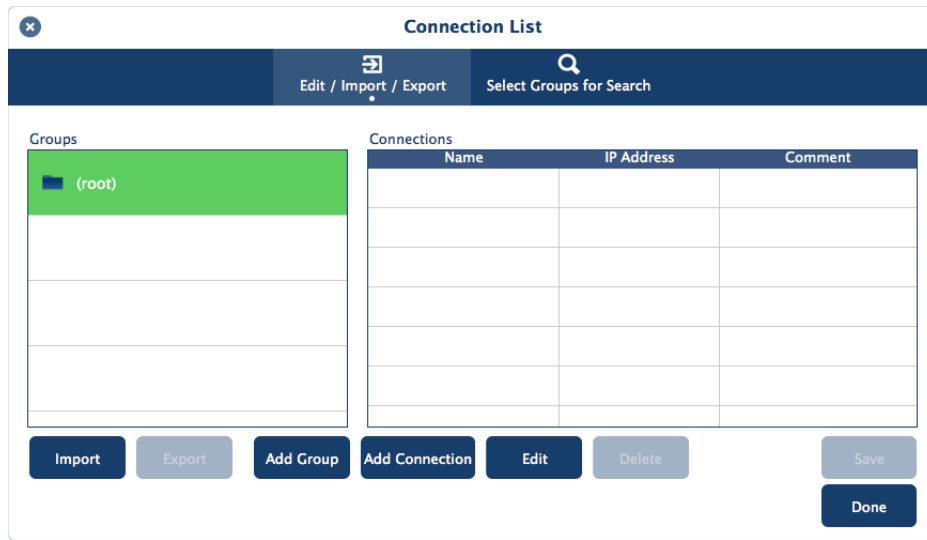 Connection List
Edit / Import / Export
Select Groups for Search
Groups
Connections
Name IP Address Comment
(root)
Import Export Add Group Add Connection Edit Delete Save
Done